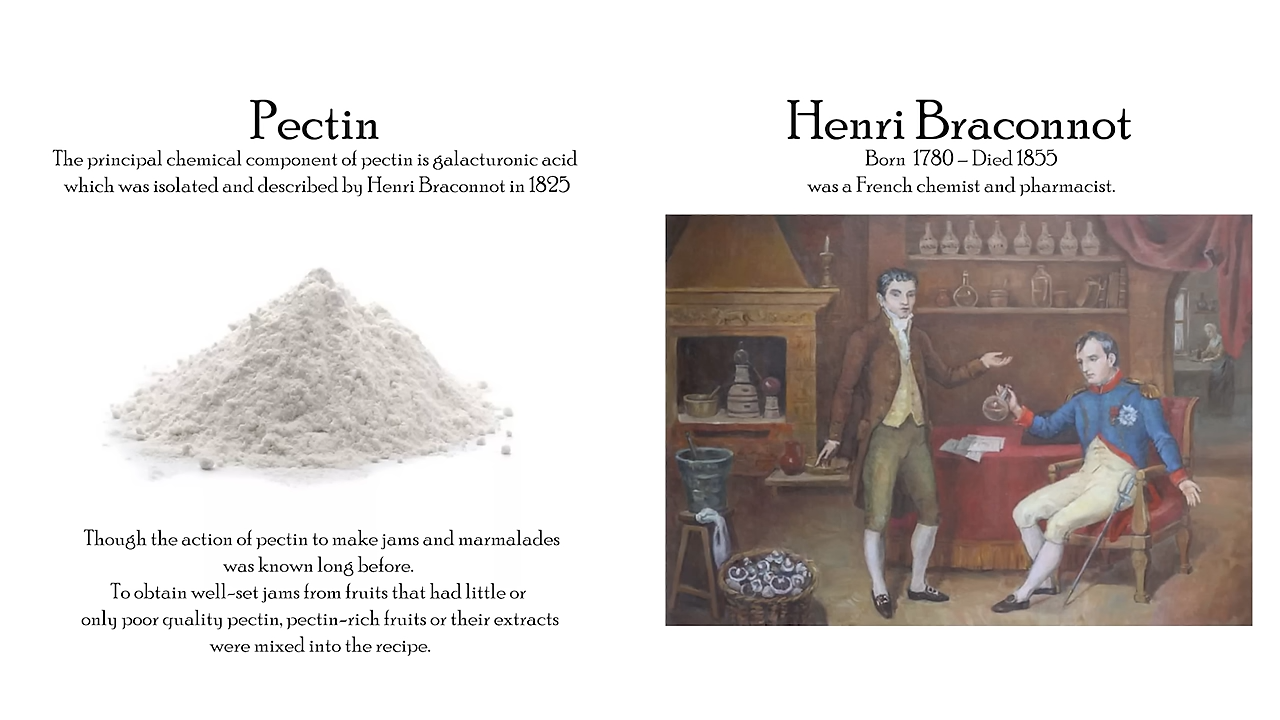 Pectin
The principal chemical component of pectin is galacturonic acid
which was isolated and described by Henri Braconnot in 1825
Though the action of pectin to make jams and marmalades
was known long before.
To obtain well-set jams from fruits that had little or
only poor quality pectin, pectin-rich fruits or their extracts
were mixed into the recipe.
Henri Braconnot
Born 1780 – Died 1855
was a French chemist and pharmacist.